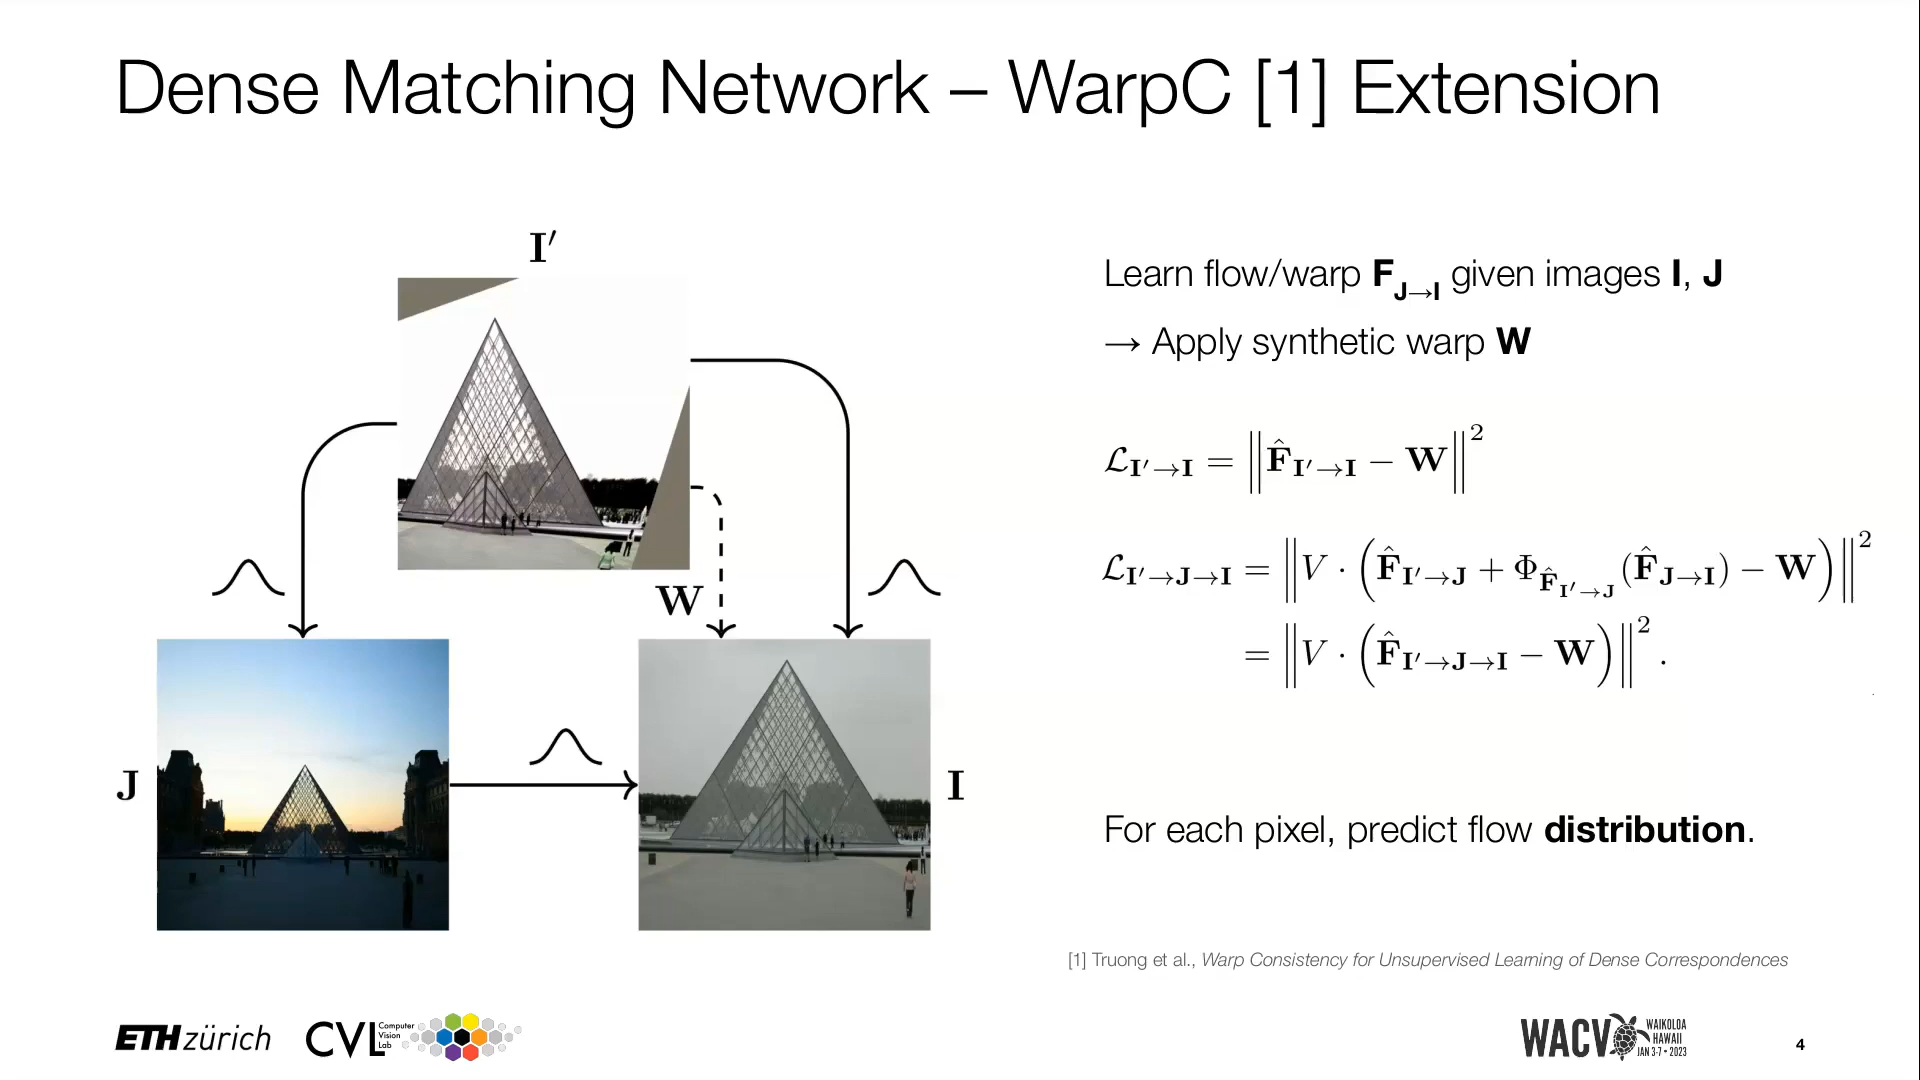 Dense Matching Network – WarpC [1] Extension
I′
W
J
I
Learn flow/warp F_J→I given images I, J
→ Apply synthetic warp W
ℒ_I′→I = ‖F̂_I′→I − W‖²
ℒ_I′→J→I = ‖V · (F̂_I′→J + Φ_F̂_I′→J (F̂_J→I) − W)‖²
= ‖V · (F̂_I′→J→I − W)‖² .
For each pixel, predict flow distribution.
[1] Truong et al., Warp Consistency for Unsupervised Learning of Dense Correspondences
ETH zürich
CVL Computer
Vision
Lab
WACV WAIKOLOA
HAWAII
JAN 3-7 • 2023
4